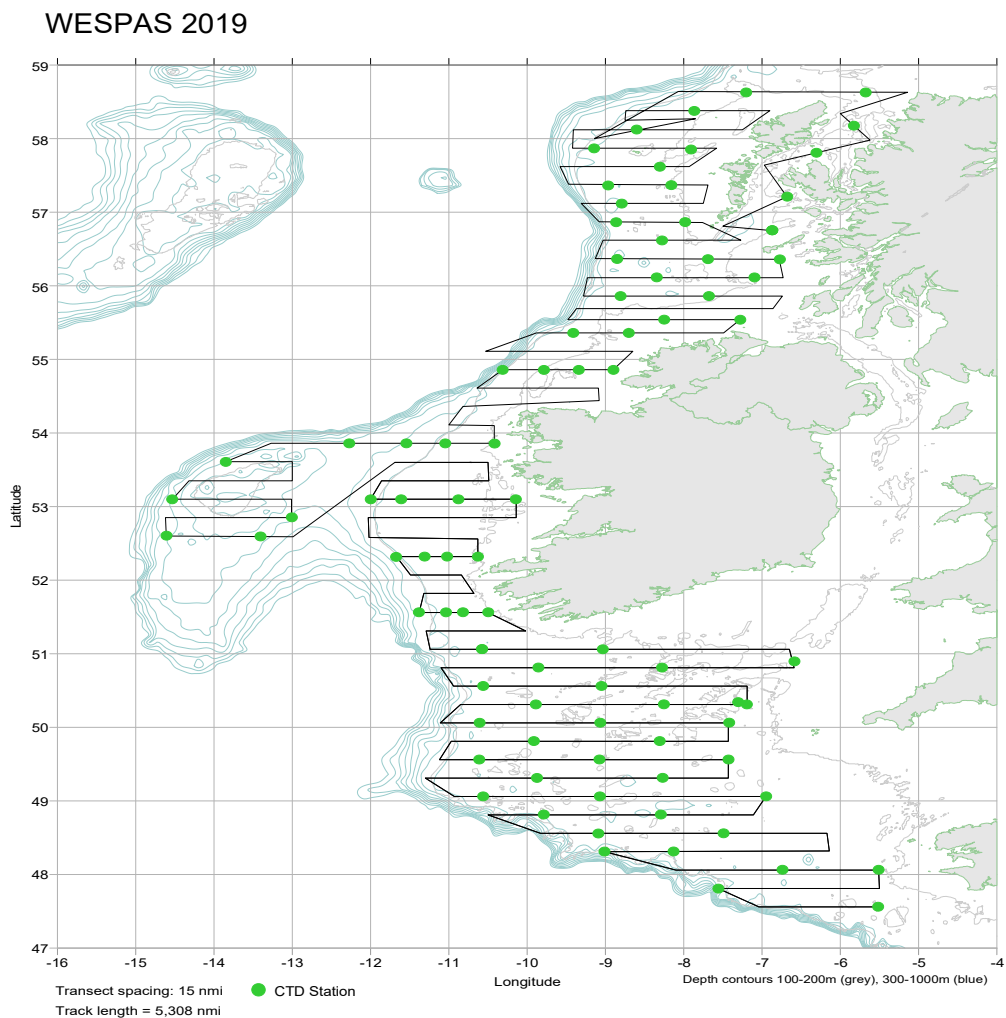 WESPAS 2019
59
58
57
56
55
54
53
52
51
50
49
48
47
Latitude
-16 -15 -14 -13 -12 -11 -10 -9 -8 -7 -6 -5 -4
Longitude
Depth contours 100-200m (grey), 300-1000m (blue)
Transect spacing: 15 nmi
CTD Station
Track length = 5,308 nmi